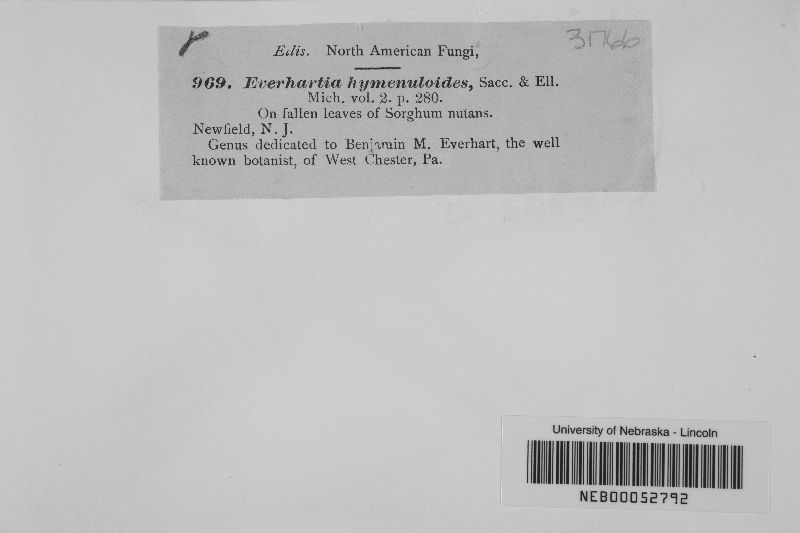 Ellis. North American Fungi,
969. Everhartia hymenuloides, Sacc. & Ell.
Mich. vol. 2. p. 280.
On fallen leaves of Sorghum nutans.
Newfield, N. J.
Genus dedicated to Benjamin M. Everhart, the well
known botanist, of West Chester, Pa.
University of Nebraska - Lincoln
NEB00052792